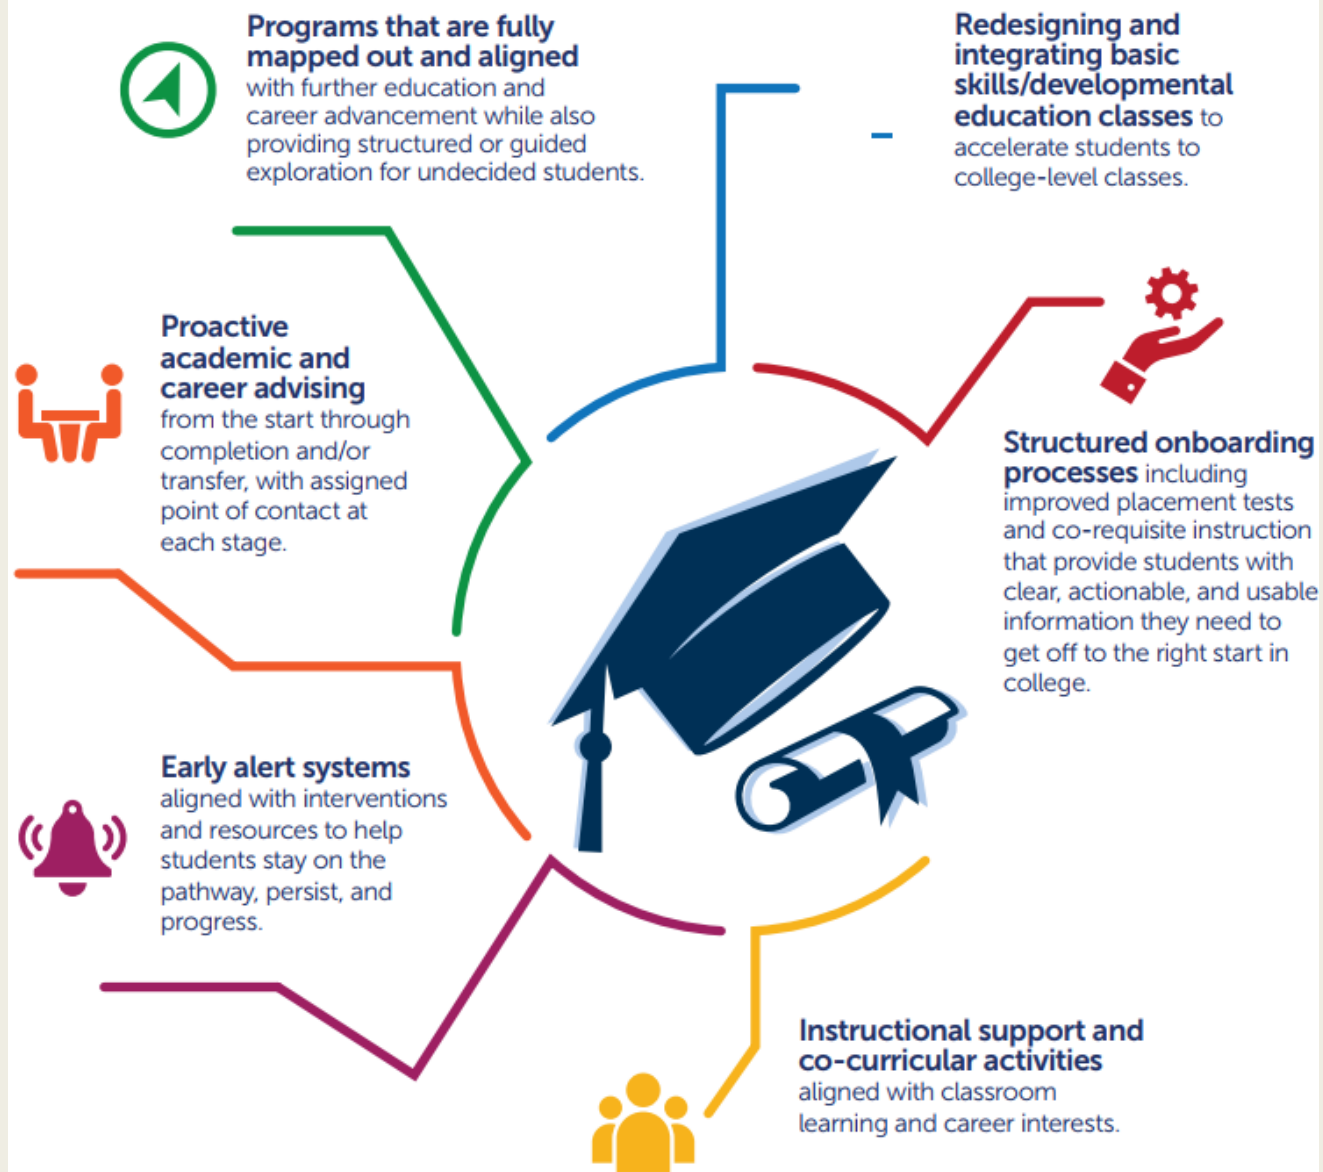 Programs that are fully
mapped out and aligned
with further education and
career advancement while also
providing structured or guided
exploration for undecided students.
Redesigning and
integrating basic
skills/developmental
education classes to
accelerate students to
college-level classes.
Proactive
academic and
career advising
from the start through
completion and/or
transfer, with assigned
point of contact at
each stage.
Structured onboarding
processes including
improved placement tests
and co-requisite instruction
that provide students with
clear, actionable, and usable
information they need to
get off to the right start in
college.
Early alert systems
aligned with interventions
and resources to help
students stay on the
pathway, persist, and
progress.
Instructional support and
co-curricular activities
aligned with classroom
learning and career interests.